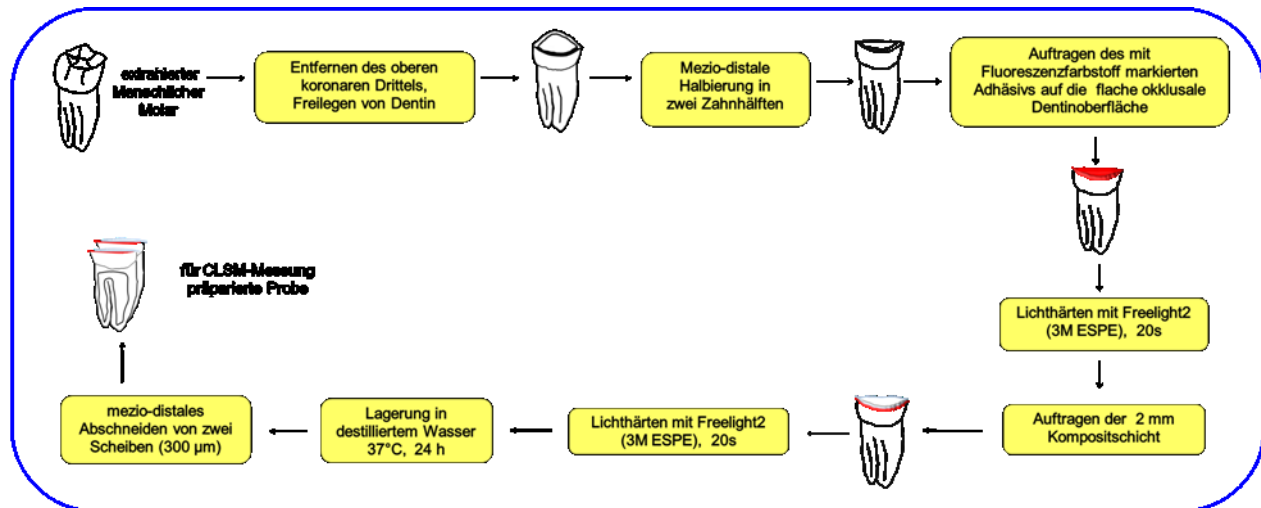 extrahierter
Menschlicher
Molar
Entfernen des oberen
koronaren Drittels,
Freilegen von Dentin
Mezio-distale
Halbierung in
zwei Zahnhälften
Auftragen des mit
Fluoreszenzfarbstoff markierten
Adhäsivs auf die flache okklusale
Dentinoberfläche
Lichthärten mit Freelight2
(3M ESPE), 20s
Auftragen der 2 mm
Kompositschicht
Lichthärten mit Freelight2
(3M ESPE), 20s
Lagerung in
destilliertem Wasser
37°C, 24 h
mezio-distales
Abschneiden von zwei
Scheiben (300 µm)
für CLSM-Messung
präparierte Probe